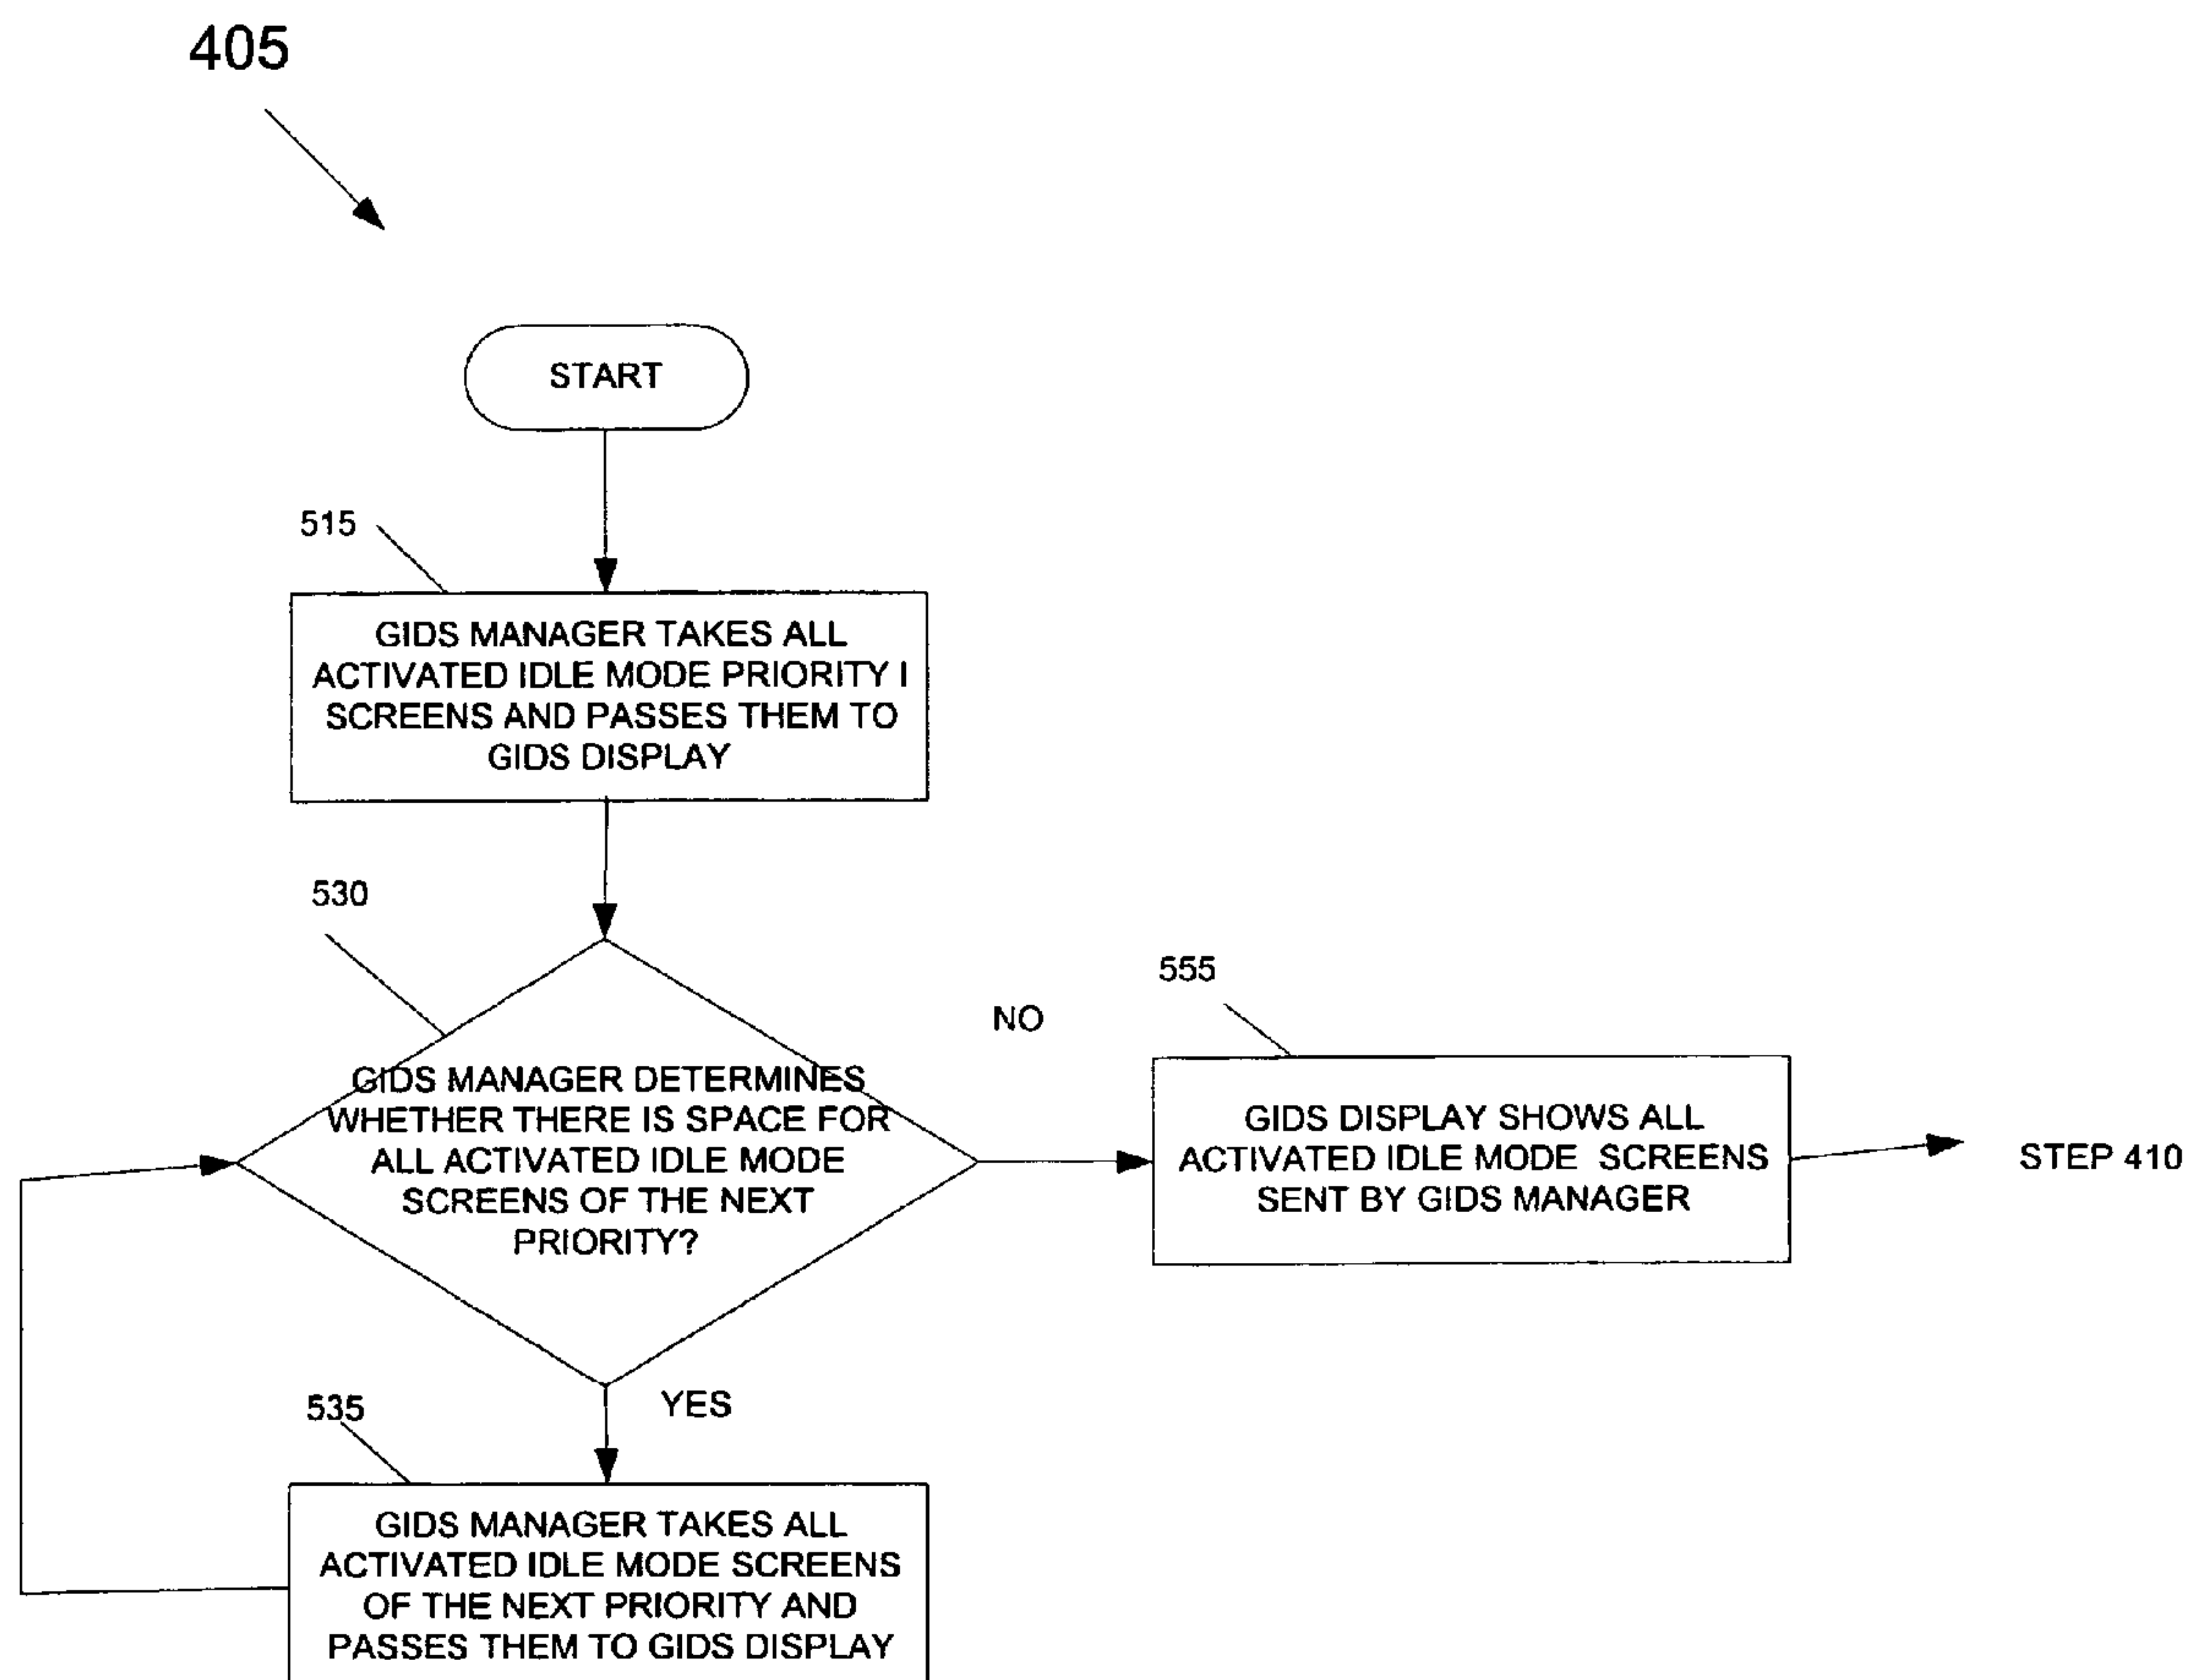 405
START
515
GIDS MANAGER TAKES ALL
ACTIVATED IDLE MODE PRIORITY I
SCREENS AND PASSES THEM TO
GIDS DISPLAY
530
GIDS MANAGER DETERMINES
WHETHER THERE IS SPACE FOR
ALL ACTIVATED IDLE MODE
SCREENS OF THE NEXT
PRIORITY?
NO
555
GIDS DISPLAY SHOWS ALL
ACTIVATED IDLE MODE SCREENS
SENT BY GIDS MANAGER
STEP 410
YES
535
GIDS MANAGER TAKES ALL
ACTIVATED IDLE MODE SCREENS
OF THE NEXT PRIORITY AND
PASSES THEM TO GIDS DISPLAY